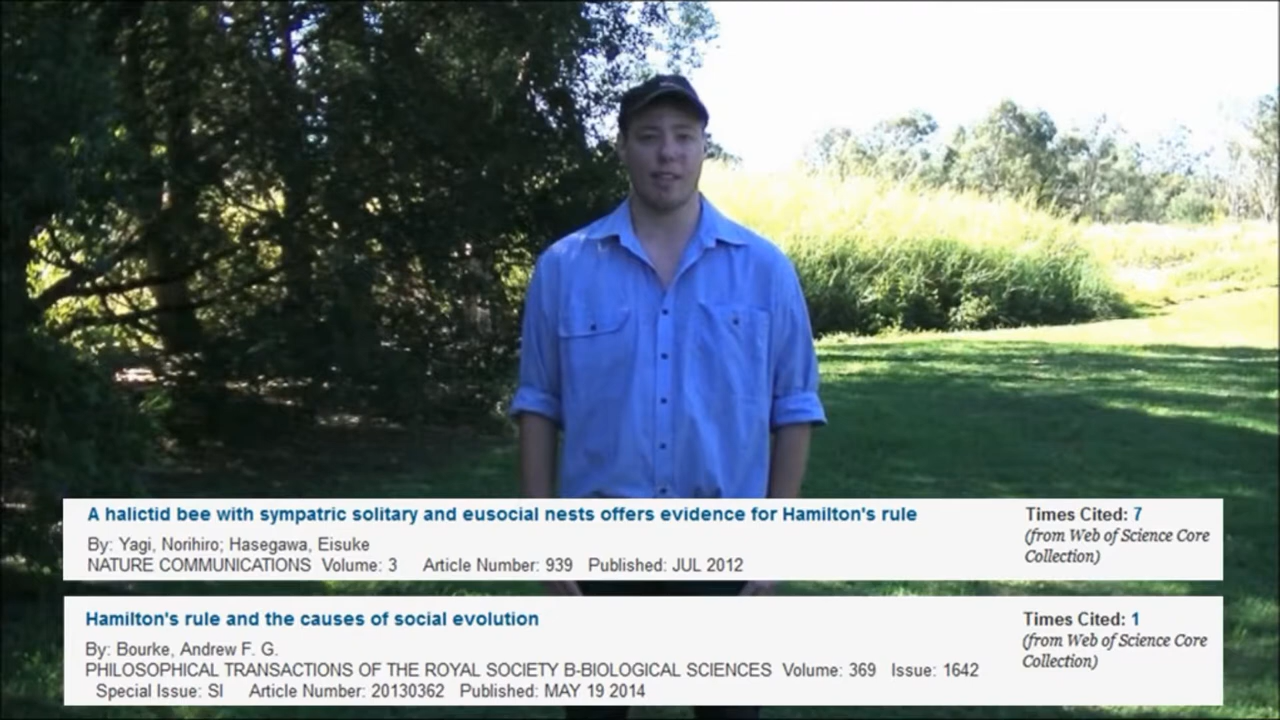 A halictid bee with sympatric solitary and eusocial nests offers evidence for Hamilton's rule
By: Yagi, Norihiro; Hasegawa, Eisuke
NATURE COMMUNICATIONS Volume: 3 Article Number: 939 Published: JUL 2012
Times Cited: 7
(from Web of Science Core
Collection)
Hamilton's rule and the causes of social evolution
By: Bourke, Andrew F. G.
PHILOSOPHICAL TRANSACTIONS OF THE ROYAL SOCIETY B-BIOLOGICAL SCIENCES Volume: 369 Issue: 1642
Special Issue: SI Article Number: 20130362 Published: MAY 19 2014
Times Cited: 1
(from Web of Science Core
Collection)